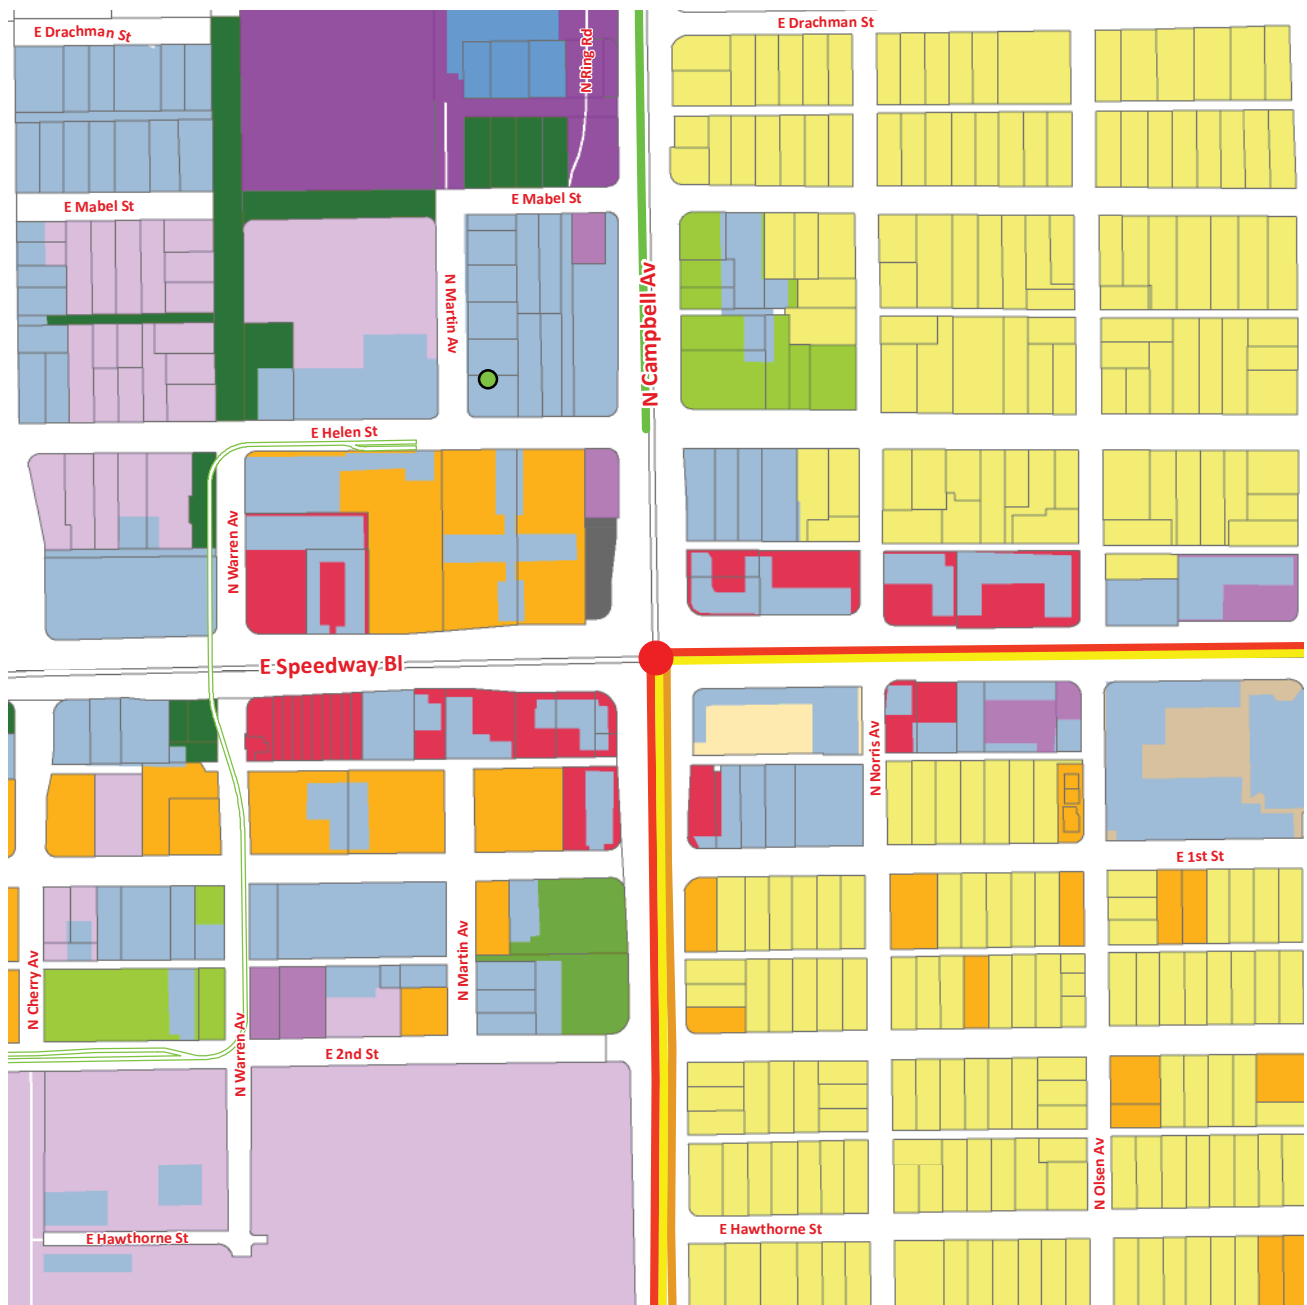 E Drachman St
E Drachman St
N Ring Rd
E Mabel St
E Mabel St
N Martin Av
N Campbell Av
E Helen St
N Warren Av
E Speedway Bl
N Norris Av
E 1st St
N Cherry Av
N Martin Av
N Warren Av
E 2nd St
N Olsen Av
E Hawthorne St
E Hawthorne St